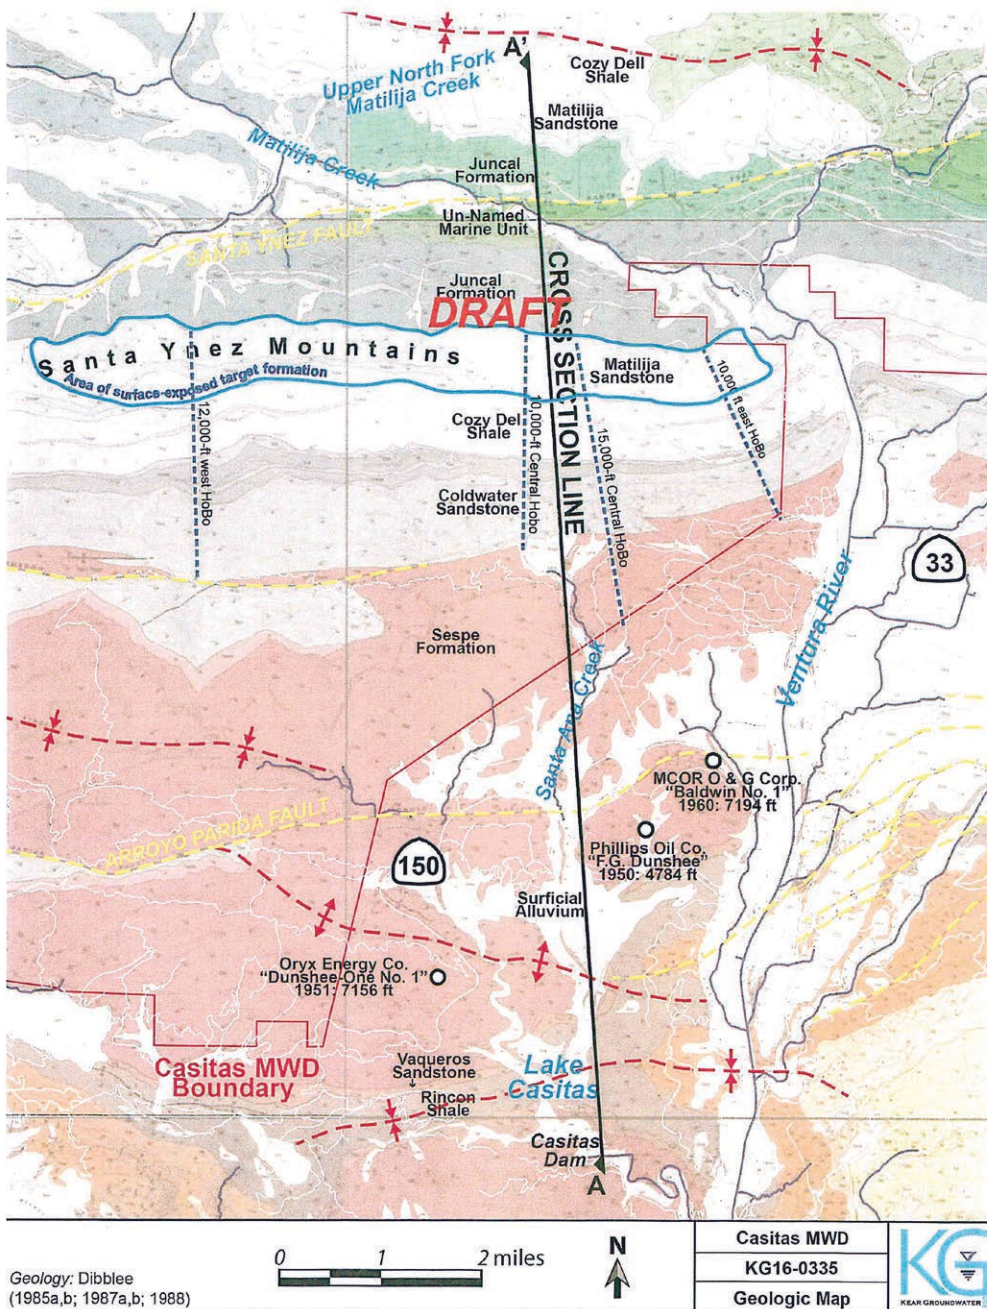 A'
Cozy Dell
Shale
Upper North Fork
Matilija Creek
Matilija
Sandstone
Matilija Creek
Juncal
Formation
Un-Named
Marine Unit
SANTA YNEZ FAULT
Juncal
Formation
DRAFT
CROSS SECTION LINE
Santa Ynez Mountains
Area of surface-exposed target formation
Matilija
Sandstone
12,000-ft west HoBo
10,000-ft Central Hobo
15,000-ft Central HoBo
10,000-ft east HoBo
Cozy Del
Shale
Coldwater
Sandstone
33
Ventura River
Sespe
Formation
Santa Ana Creek
MCOR O & G Corp.
"Baldwin No. 1"
1960: 7194 ft
ARROYO PARIDA FAULT
Phillips Oil Co.
"F.G. Dunshee"
1950: 4784 ft
150
Surficial
Alluvium
Oryx Energy Co.
"Dunshee-One No. 1"
1951: 7156 ft
Casitas MWD
Boundary
Vaqueros
Sandstone
↓
Rincon
Shale
Lake
Casitas
Casitas
Dam
A
Geology: Dibblee
(1985a,b; 1987a,b; 1988)
0 1 2 miles
N
Casitas MWD
KG16-0335
Geologic Map
KG
KEAR GROUNDWATER